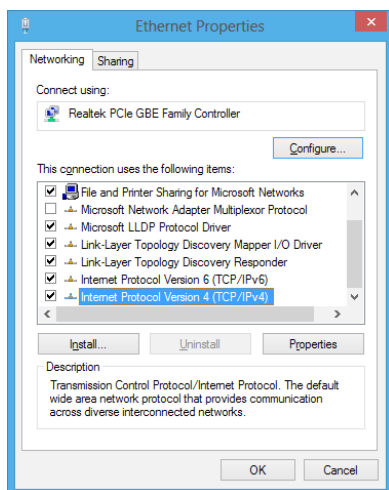 Ethernet Properties
Networking
Sharing
Connect using:
Realtek PCIe GBE Family Controller
Configure...
This connection uses the following items:
File and Printer Sharing for Microsoft Networks
Microsoft Network Adapter Multiplexor Protocol
Microsoft LLDP Protocol Driver
Link-Layer Topology Discovery Mapper I/O Driver
Link-Layer Topology Discovery Responder
Internet Protocol Version 6 (TCP/IPv6)
Internet Protocol Version 4 (TCP/IPv4)
Install...
Uninstall
Properties
Description
Transmission Control Protocol/Internet Protocol. The default
wide area network protocol that provides communication
across diverse interconnected networks.
OK
Cancel